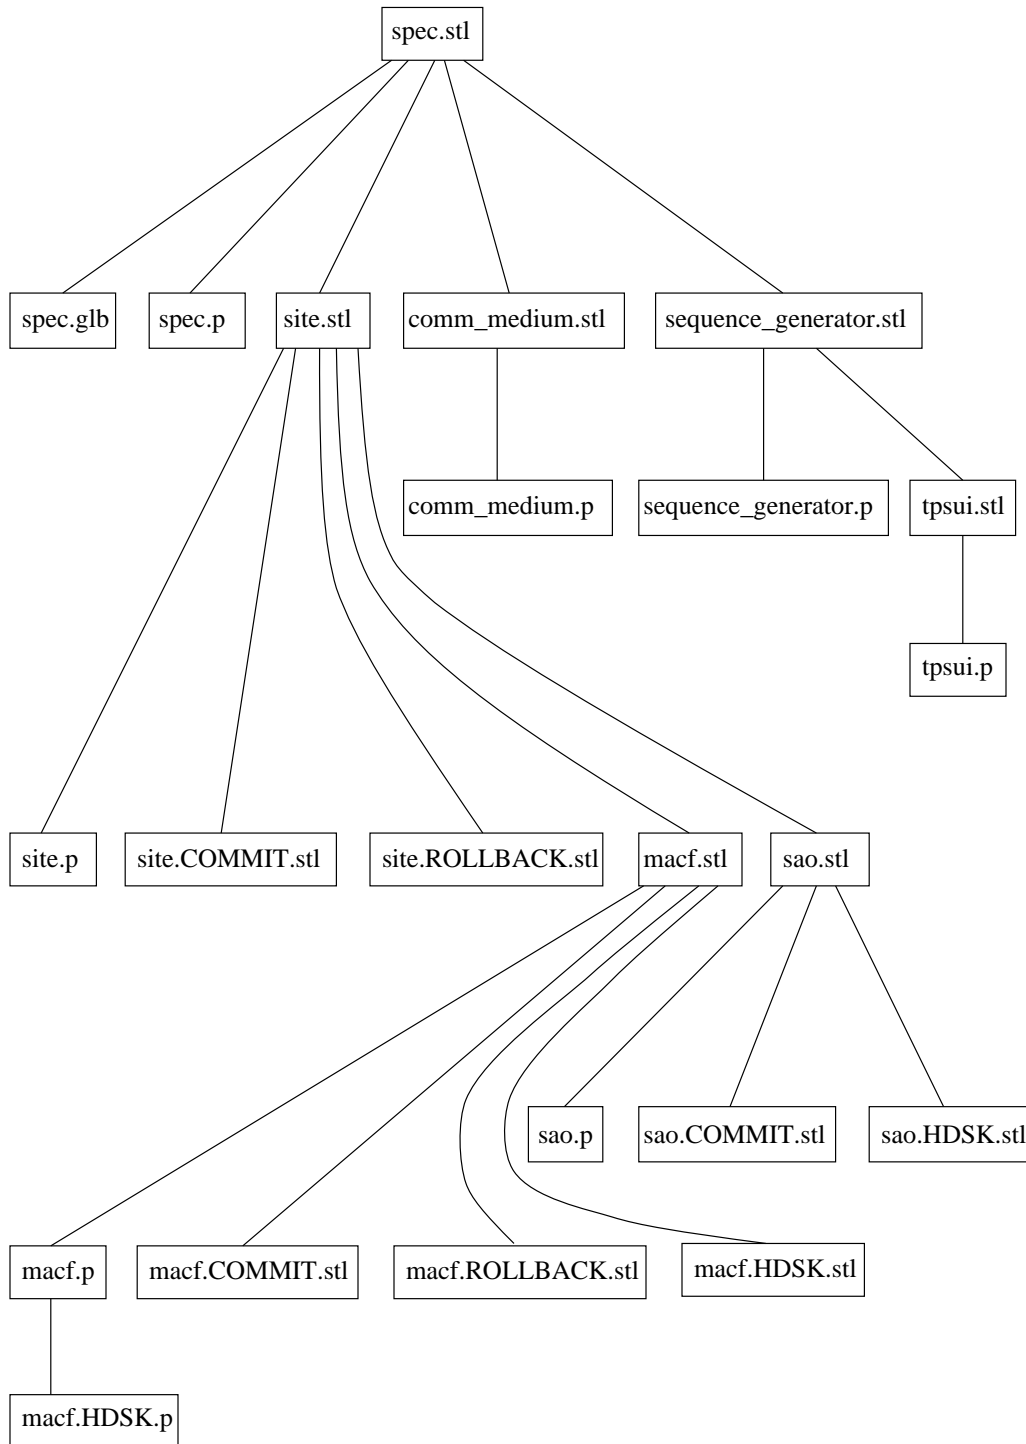 spec.stl
spec.glb
spec.p
site.stl
comm_medium.stl
sequence_generator.stl
comm_medium.p
sequence_generator.p
tpsui.stl
tpsui.p
site.p
site.COMMIT.stl
site.ROLLBACK.stl
macf.stl
sao.stl
sao.p
sao.COMMIT.stl
sao.HDSK.stl
macf.p
macf.COMMIT.stl
macf.ROLLBACK.stl
macf.HDSK.stl
macf.HDSK.p